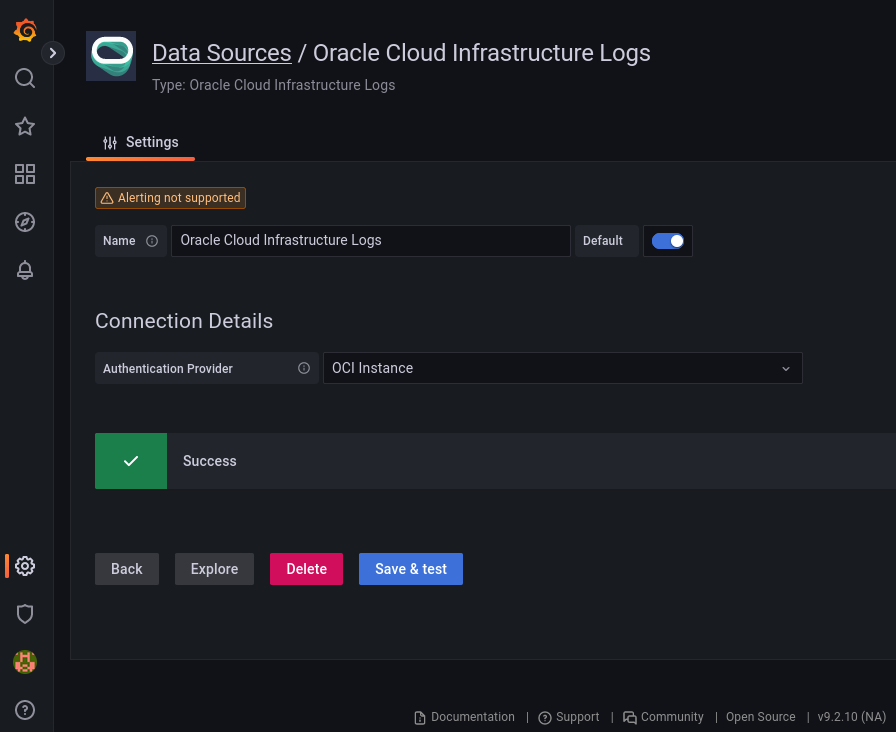 Data Sources / Oracle Cloud Infrastructure Logs
Type: Oracle Cloud Infrastructure Logs
Settings
Alerting not supported
Name Oracle Cloud Infrastructure Logs Default
Connection Details
Authentication Provider OCI Instance
Success
Back Explore Delete Save & test
Documentation | Support | Community | Open Source | v9.2.10 (NA)